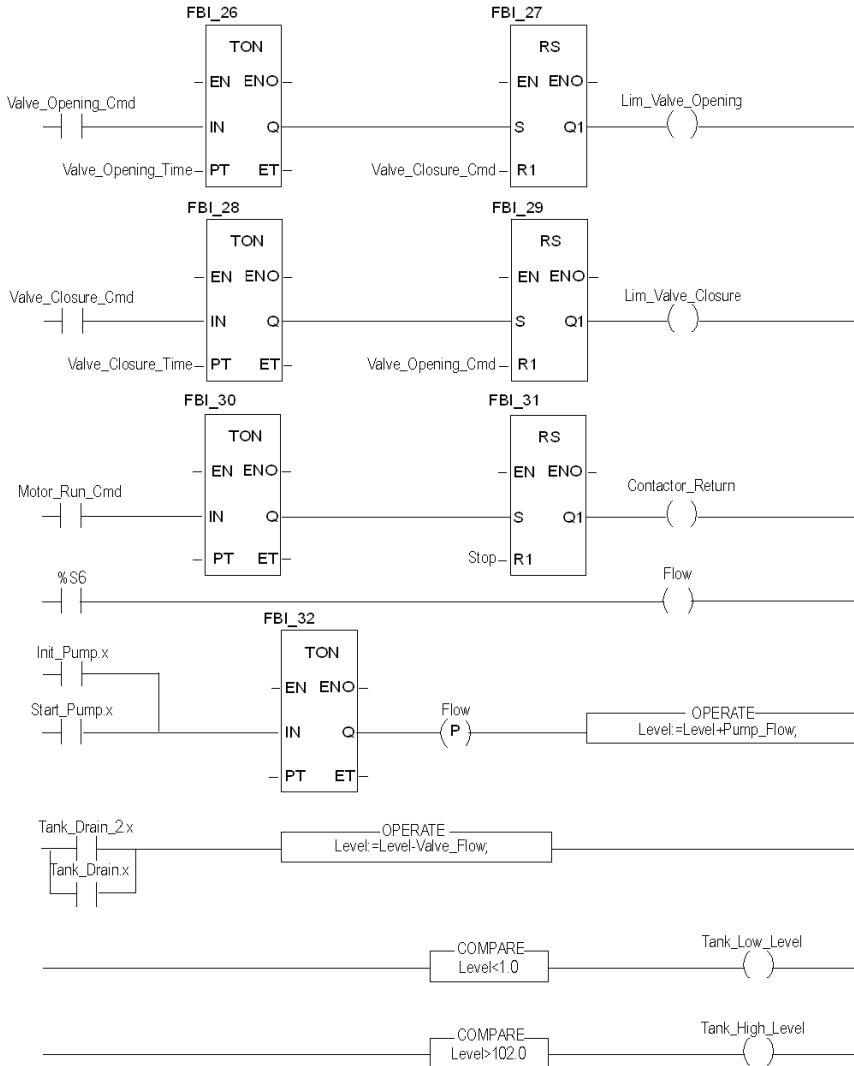 FBI_26 FBI_27
TON RS
EN ENO EN ENO
Valve_Opening_Cmd Lim_Valve_Opening
IN Q S Q1
Valve_Opening_Time PT ET Valve_Closure_Cmd R1
FBI_28 FBI_29
TON RS
EN ENO EN ENO
Valve_Closure_Cmd Lim_Valve_Closure
IN Q S Q1
Valve_Closure_Time PT ET Valve_Opening_Cmd R1
FBI_30 FBI_31
TON RS
EN ENO EN ENO
Motor_Run_Cmd Contactor_Return
IN Q S Q1
PT ET Stop R1
%S6 Flow
FBI_32
Init_Pump.x TON
EN ENO
Start_Pump.x Flow OPERATE
IN Q P Level:=Level+Pump_Flow;
PT ET
Tank_Drain_2.x OPERATE
Level:=Level-Valve_Flow;
Tank_Drain.x
COMPARE Tank_Low_Level
Level<1.0
COMPARE Tank_High_Level
Level>102.0